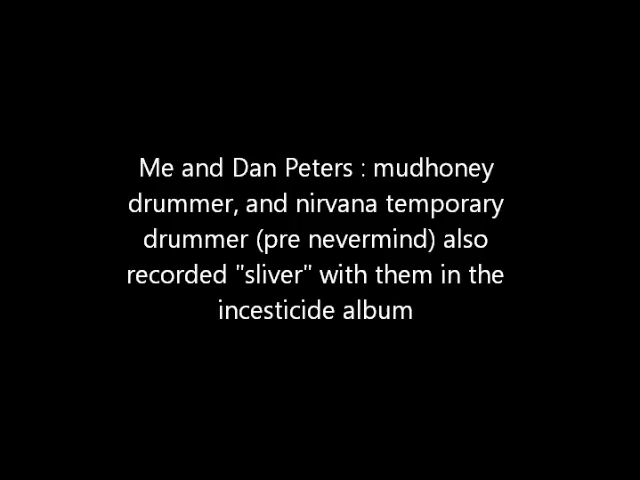 Me and Dan Peters : mudhoney
drummer, and nirvana temporary
drummer (pre nevermind) also
recorded "sliver" with them in the
incesticide album